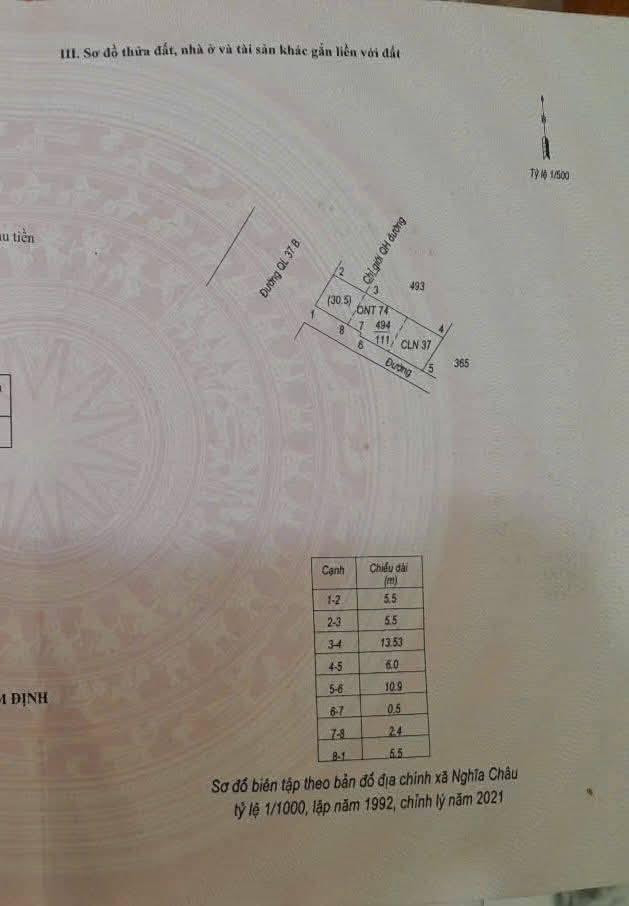 III. Sơ đồ thửa đất, nhà ở và tài sản khác gắn liền với đất
Tỷ lệ 1/500
u tiền
Đường QL 37 B
Chỉ giới QH đường
2
3
493
(30.5)
ONT 74
1
8
7
494
111
4
6
CLN 37
Đường
5
365
Cạnh
Chiều dài
(m)
1-2
5.5
2-3
5.5
3-4
13.53
4-5
6.0
5-6
10.9
6-7
0.5
7-8
2.4
8-1
5.5
M ĐỊNH
Sơ đồ biên tập theo bản đồ địa chính xã Nghĩa Châu
tỷ lệ 1/1000, lập năm 1992, chỉnh lý năm 2021